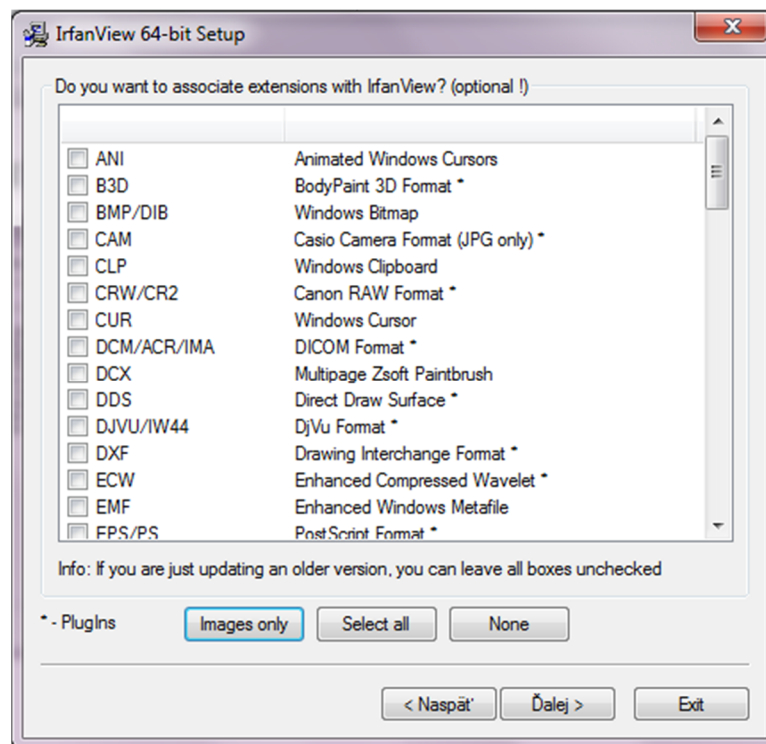 IrfanView 64-bit Setup
Do you want to associate extensions with IrfanView? (optional !)
ANI Animated Windows Cursors
B3D BodyPaint 3D Format *
BMP/DIB Windows Bitmap
CAM Casio Camera Format (JPG only) *
CLP Windows Clipboard
CRW/CR2 Canon RAW Format *
CUR Windows Cursor
DCM/ACR/IMA DICOM Format *
DCX Multipage Zsoft Paintbrush
DDS Direct Draw Surface *
DJVU/IW44 DjVu Format *
DXF Drawing Interchange Format *
ECW Enhanced Compressed Wavelet *
EMF Enhanced Windows Metafile
EPS/PS PostScript Format *
Info: If you are just updating an older version, you can leave all boxes unchecked
* - PlugIns Images only Select all None
< Naspäť Ďalej > Exit